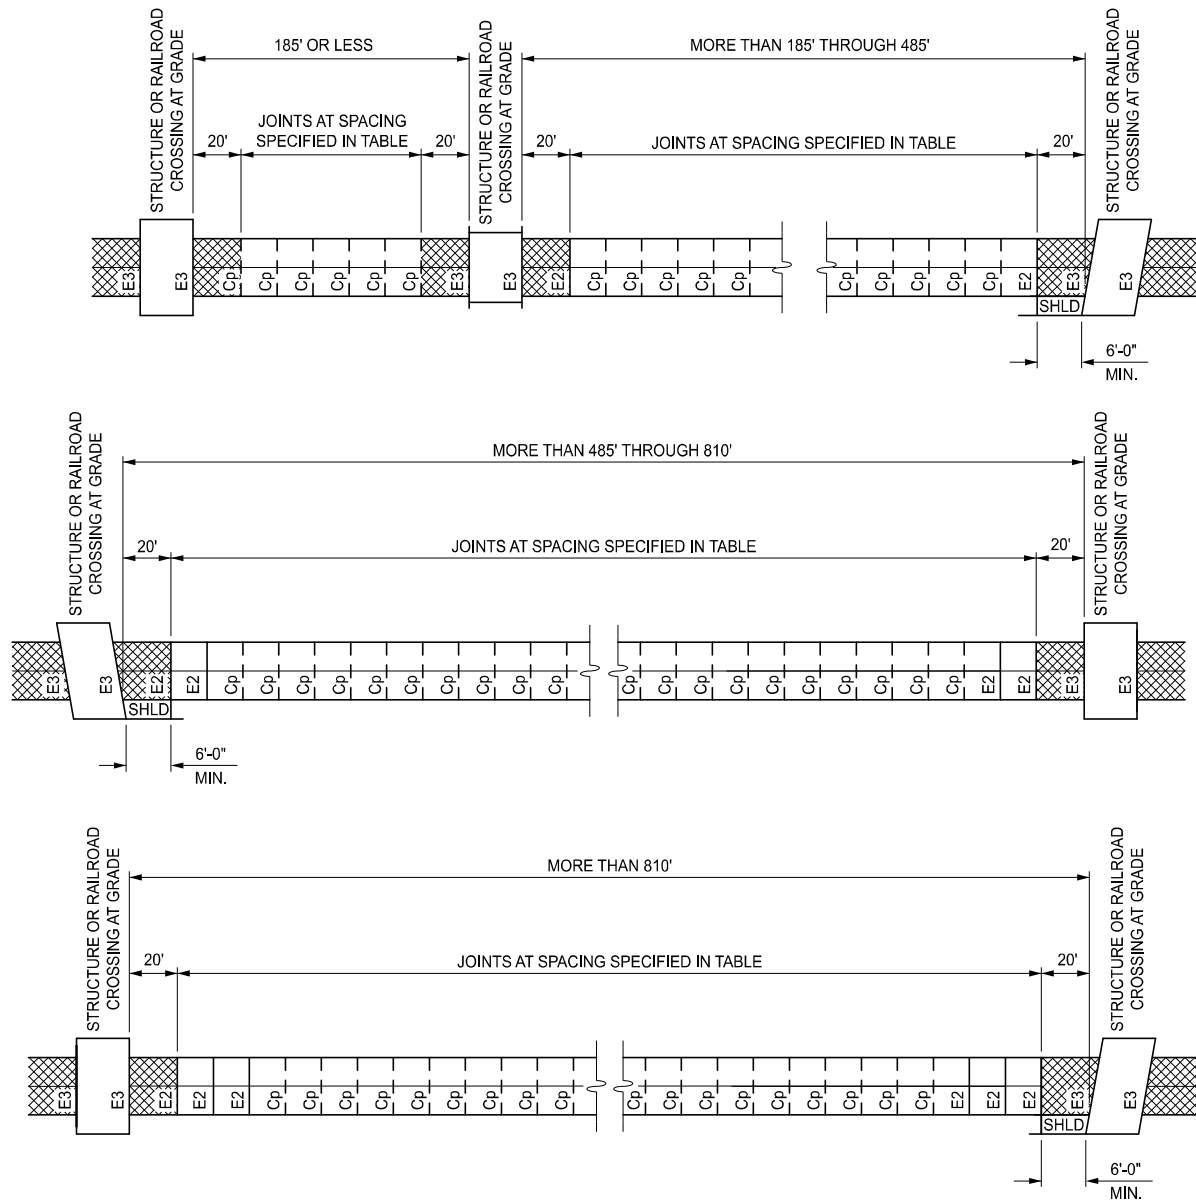 STRUCTURE OR RAILROAD
CROSSING AT GRADE
185' OR LESS
STRUCTURE OR RAILROAD
CROSSING AT GRADE
MORE THAN 185' THROUGH 485'
STRUCTURE OR RAILROAD
CROSSING AT GRADE
20'
JOINTS AT SPACING
SPECIFIED IN TABLE
20'
20'
JOINTS AT SPACING SPECIFIED IN TABLE
20'
E3 E3 Cp Cp Cp Cp Cp Cp E3 E3 E2 Cp Cp Cp Cp Cp Cp Cp Cp Cp Cp E2 E3 E3
SHLD
6'-0"
MIN.
STRUCTURE OR RAILROAD
CROSSING AT GRADE
MORE THAN 485' THROUGH 810'
STRUCTURE OR RAILROAD
CROSSING AT GRADE
20'
JOINTS AT SPACING SPECIFIED IN TABLE
20'
E3 E3 E2 E2 Cp Cp Cp Cp Cp Cp Cp Cp Cp Cp Cp Cp Cp Cp Cp Cp Cp Cp E2 E2 E3 E3
SHLD
6'-0"
MIN.
STRUCTURE OR RAILROAD
CROSSING AT GRADE
MORE THAN 810'
STRUCTURE OR RAILROAD
CROSSING AT GRADE
20'
JOINTS AT SPACING SPECIFIED IN TABLE
20'
E3 E3 E2 E2 E2 Cp Cp Cp Cp Cp Cp Cp Cp Cp Cp Cp Cp Cp Cp Cp Cp Cp E2 E2 E2 E3 E3
SHLD
6'-0"
MIN.